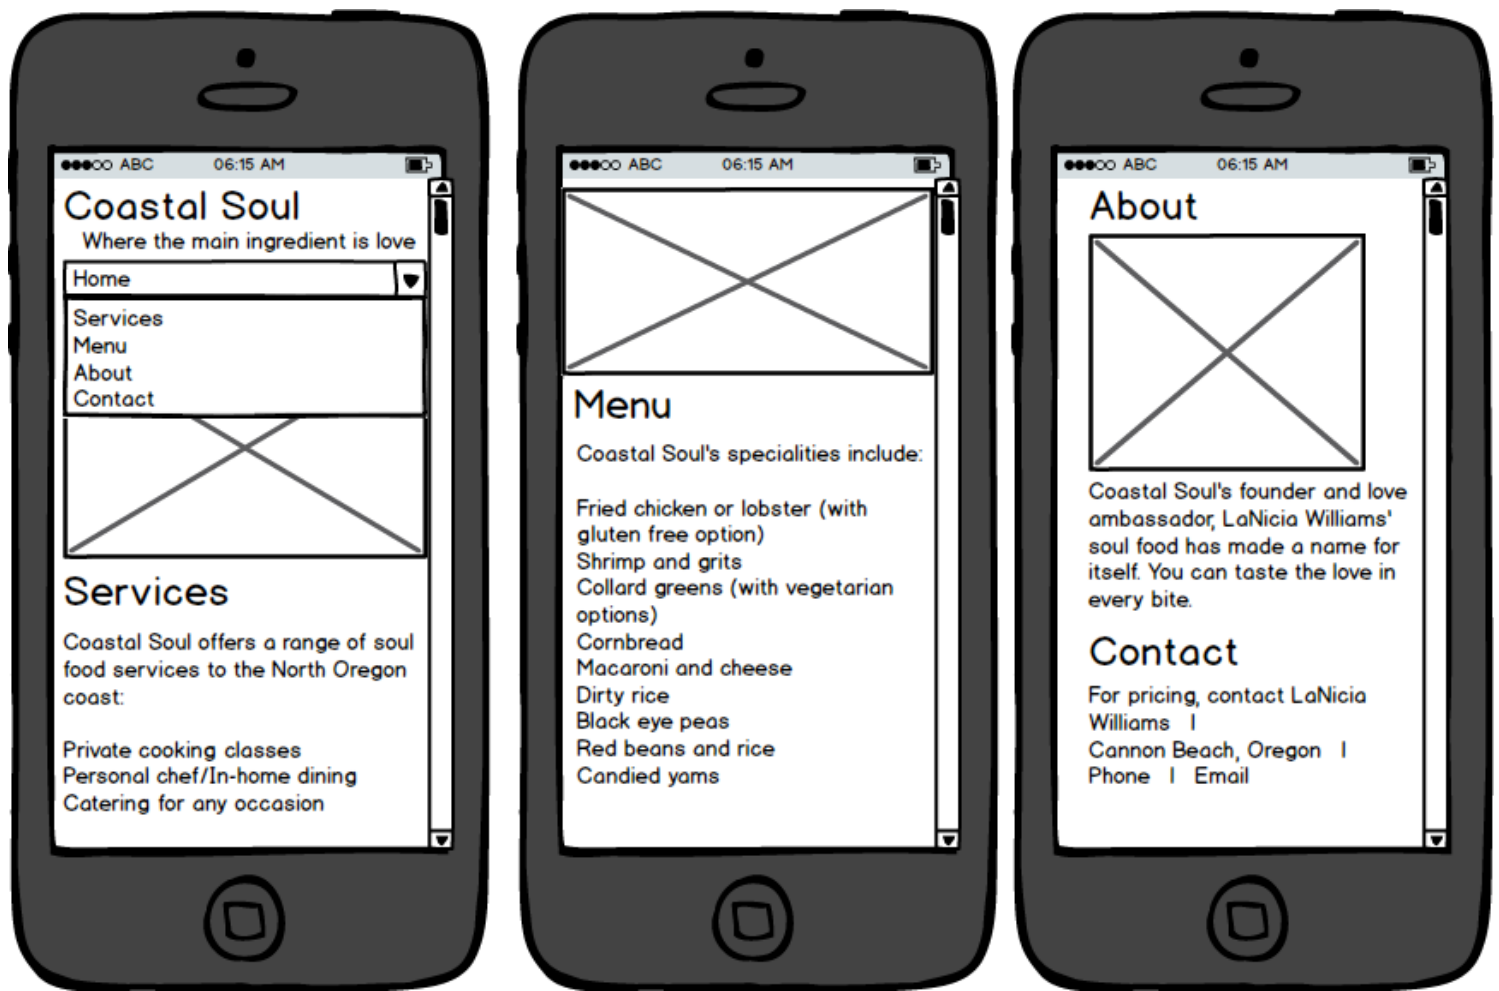 ABC 06:15 AM
Coastal Soul
Where the main ingredient is love
Home
Services
Menu
About
Contact
Services
Coastal Soul offers a range of soul
food services to the North Oregon
coast:
Private cooking classes
Personal chef/In-home dining
Catering for any occasion
ABC 06:15 AM
Menu
Coastal Soul's specialities include:
Fried chicken or lobster (with
gluten free option)
Shrimp and grits
Collard greens (with vegetarian
options)
Cornbread
Macaroni and cheese
Dirty rice
Black eye peas
Red beans and rice
Candied yams
ABC 06:15 AM
About
Coastal Soul's founder and love
ambassador, LaNicia Williams'
soul food has made a name for
itself. You can taste the love in
every bite.
Contact
For pricing, contact LaNicia
Williams |
Cannon Beach, Oregon |
Phone | Email